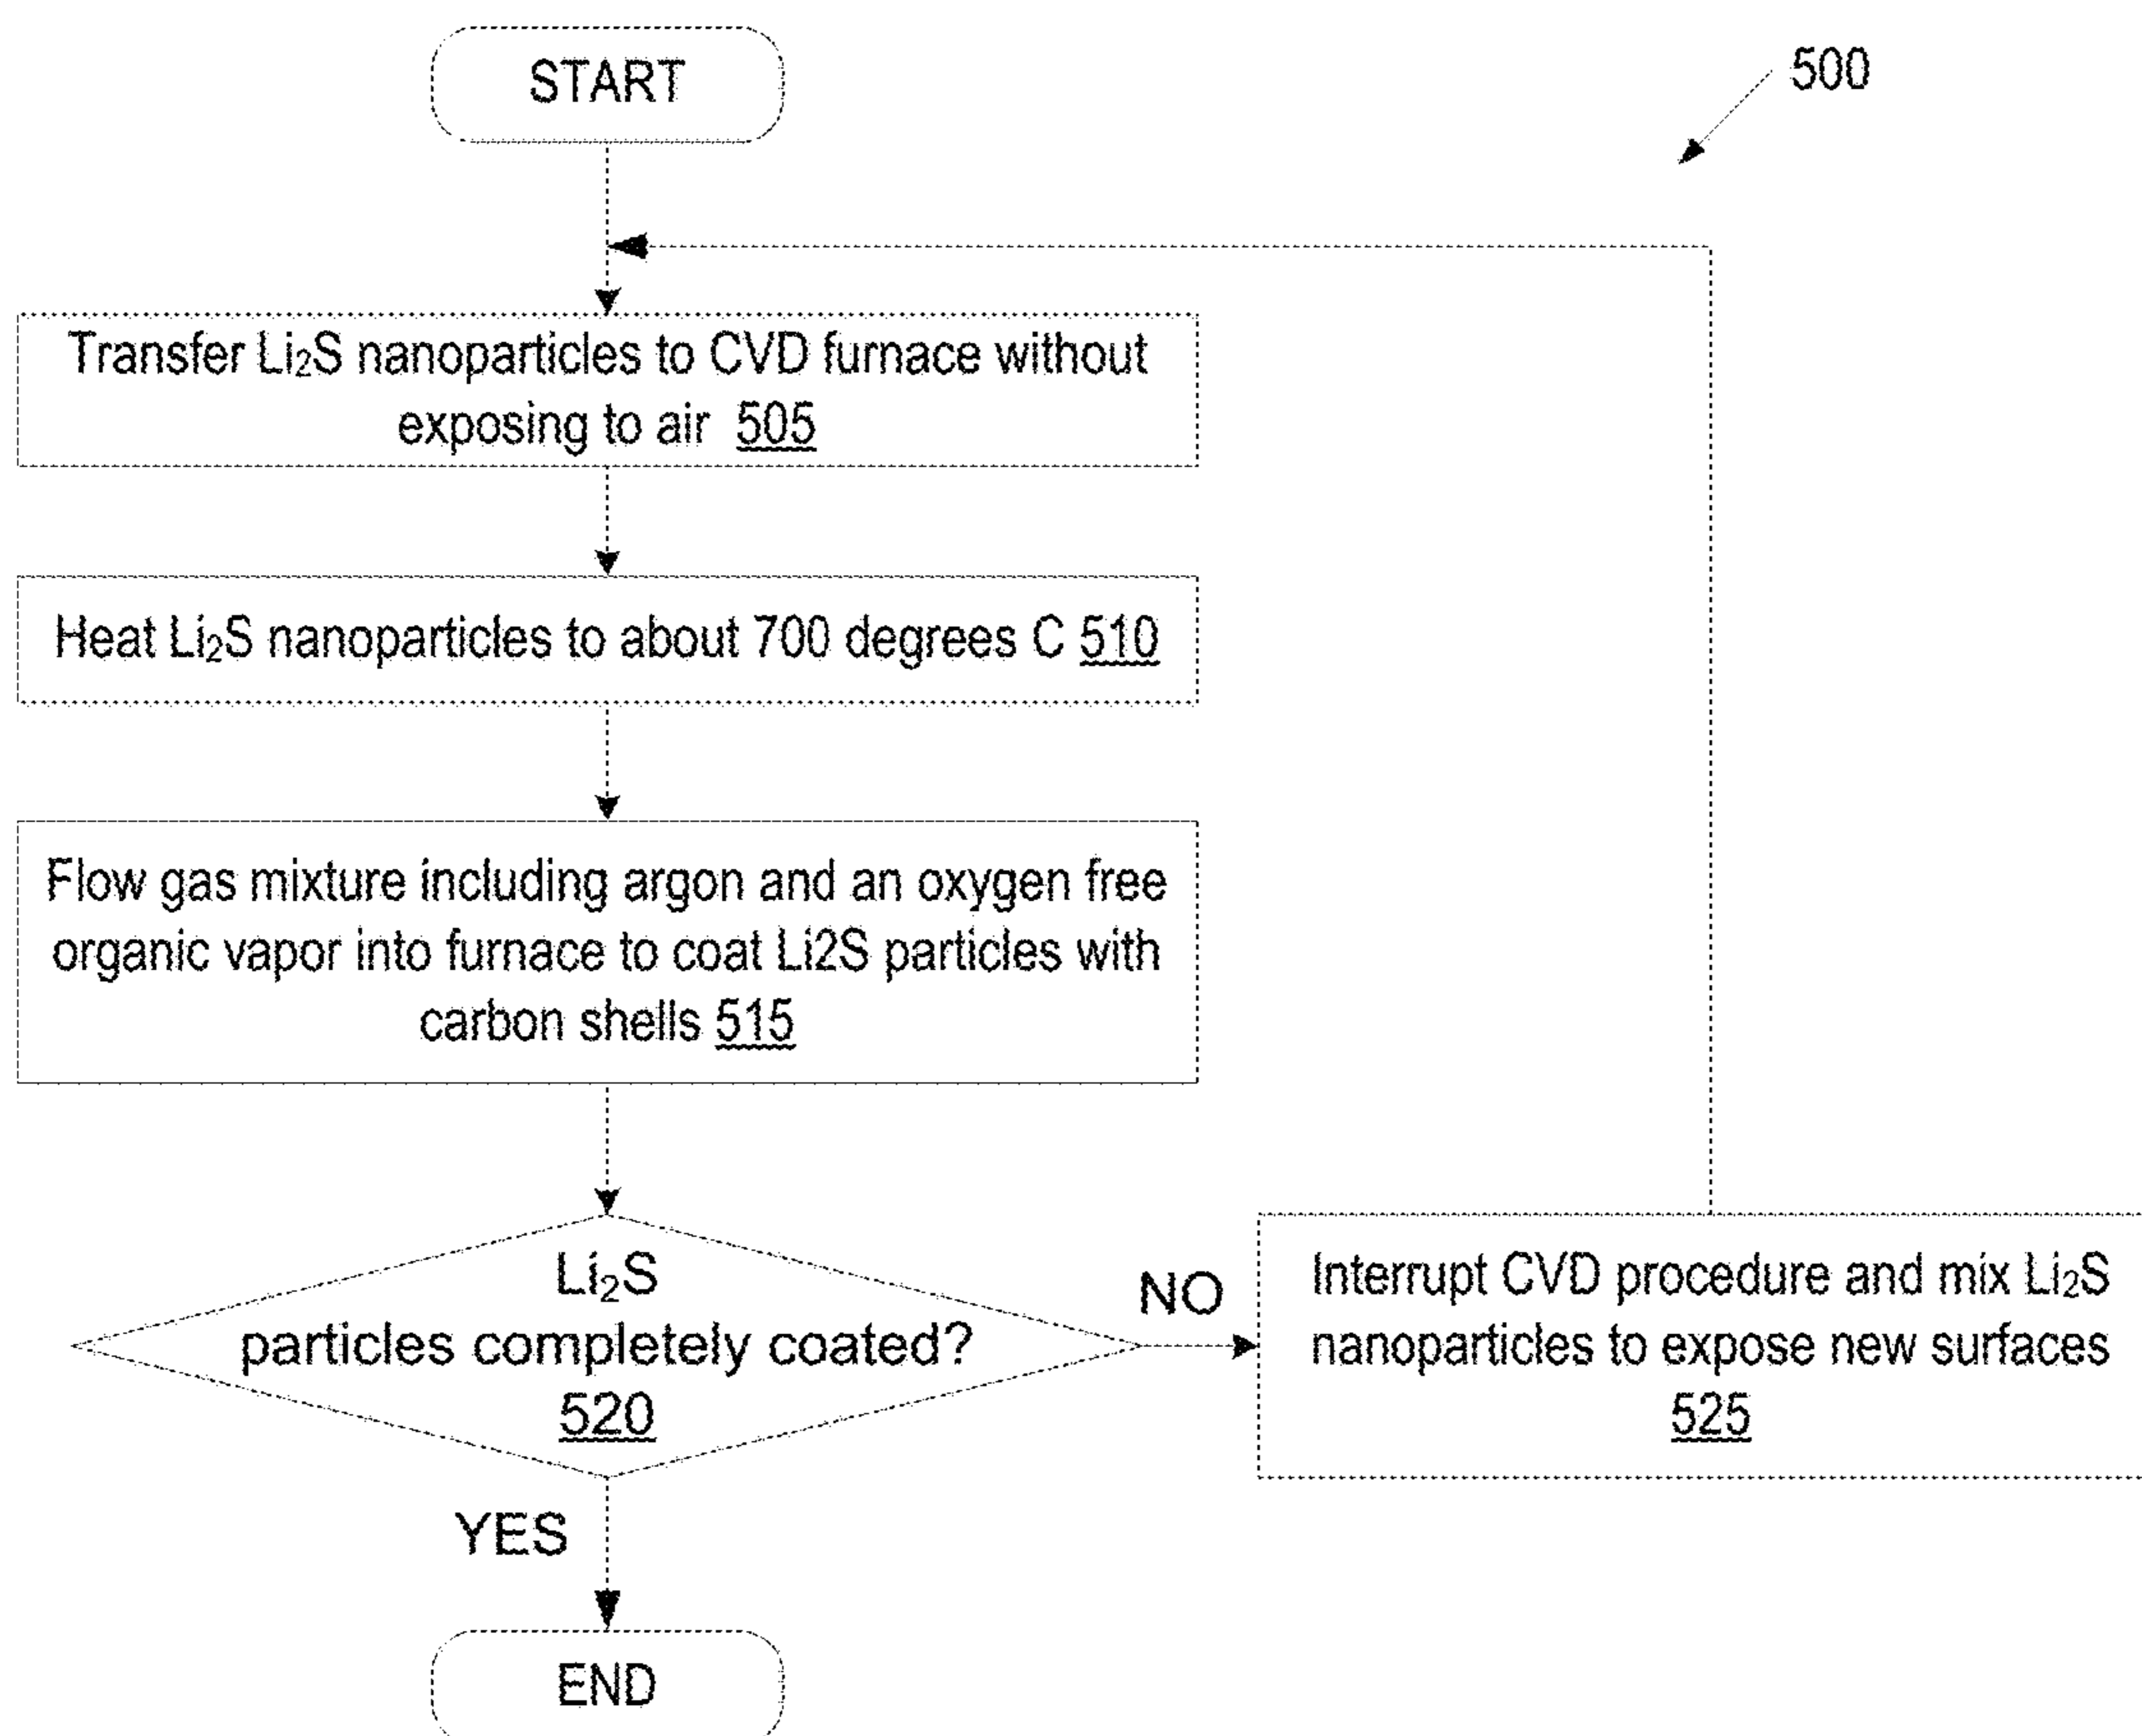 START
500
Transfer Li₂S nanoparticles to CVD furnace without
exposing to air 505
Heat Li₂S nanoparticles to about 700 degrees C 510
Flow gas mixture including argon and an oxygen free
organic vapor into furnace to coat Li2S particles with
carbon shells 515
Li₂S
particles completely coated?
520
NO
Interrupt CVD procedure and mix Li₂S
nanoparticles to expose new surfaces
525
YES
END